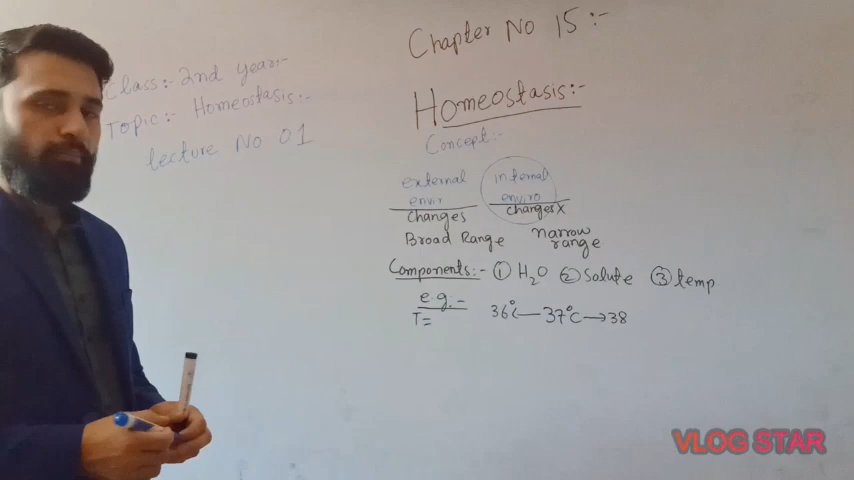 Class:- 2nd year:-
Topic:- Homeostasis:-
lecture No 01
Chapter No 15:-
Homeostasis:-
Concept:-
external internal
envir enviro
changes changes x
Broad Range narrow range
Components:- ① H2O ② Solute ③ temp
e.g:-
T= 36°C — 37°C → 38
VLOG STAR